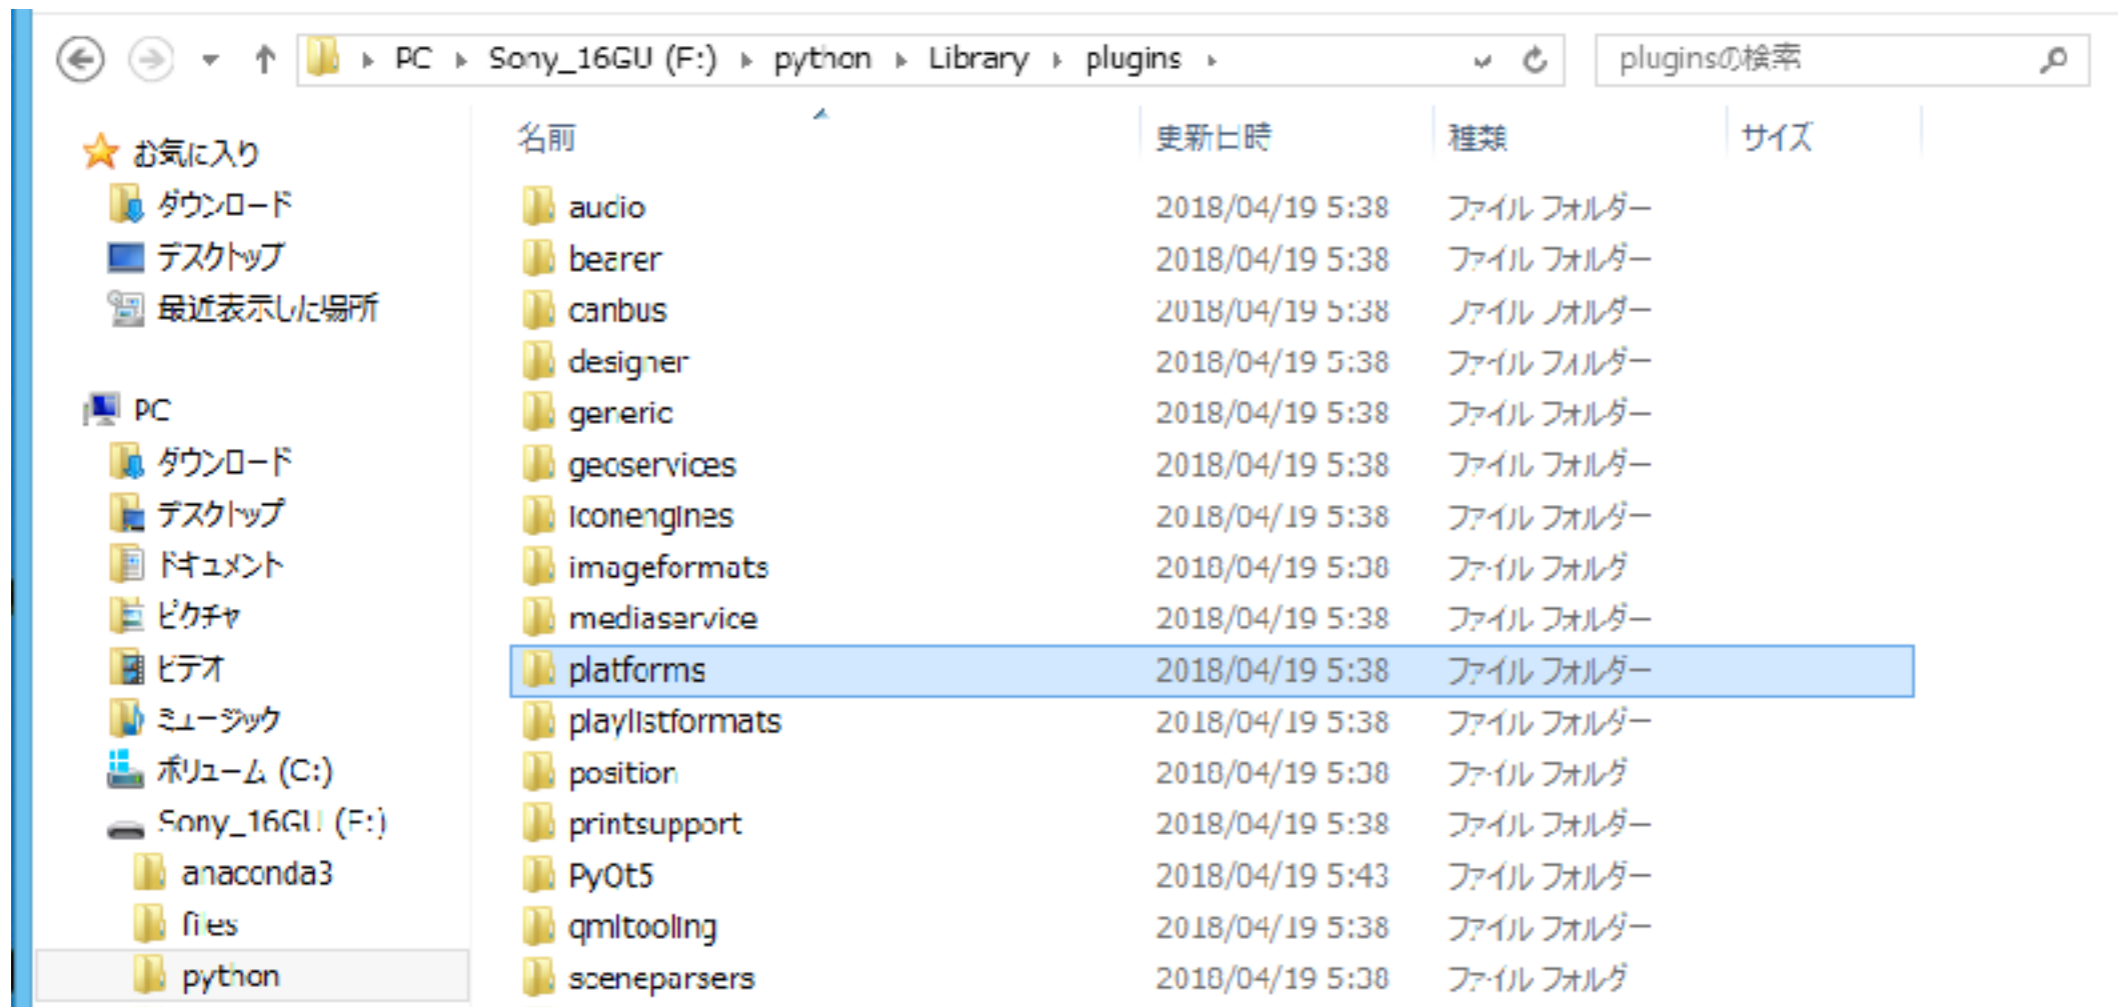 PC Sony_16GU (F:) python Library plugins
pluginsの検索
お気に入り
ダウンロード
デスクトップ
最近表示した場所
PC
ダウンロード
デスクトップ
ドキュメント
ピクチャ
ビデオ
ミュージック
ボリューム (C:)
Sony_16GU (F:)
anaconda3
files
python
名前 更新日時 種類 サイズ
audio 2018/04/19 5:38 ファイル フォルダー
bearer 2018/04/19 5:38 ファイル フォルダー
canbus 2018/04/19 5:38 ファイル フォルダー
designer 2018/04/19 5:38 ファイル フォルダー
generic 2018/04/19 5:38 ファイル フォルダー
geoservices 2018/04/19 5:38 ファイル フォルダー
iconengines 2018/04/19 5:38 ファイル フォルダー
imageformats 2018/04/19 5:38 ファイル フォルダー
mediaservice 2018/04/19 5:38 ファイル フォルダー
platforms 2018/04/19 5:38 ファイル フォルダー
playlistformats 2018/04/19 5:38 ファイル フォルダー
position 2018/04/19 5:38 ファイル フォルダー
printsupport 2018/04/19 5:38 ファイル フォルダー
PyQt5 2018/04/19 5:43 ファイル フォルダー
qmltooling 2018/04/19 5:38 ファイル フォルダー
sceneparsers 2018/04/19 5:38 ファイル フォルダー